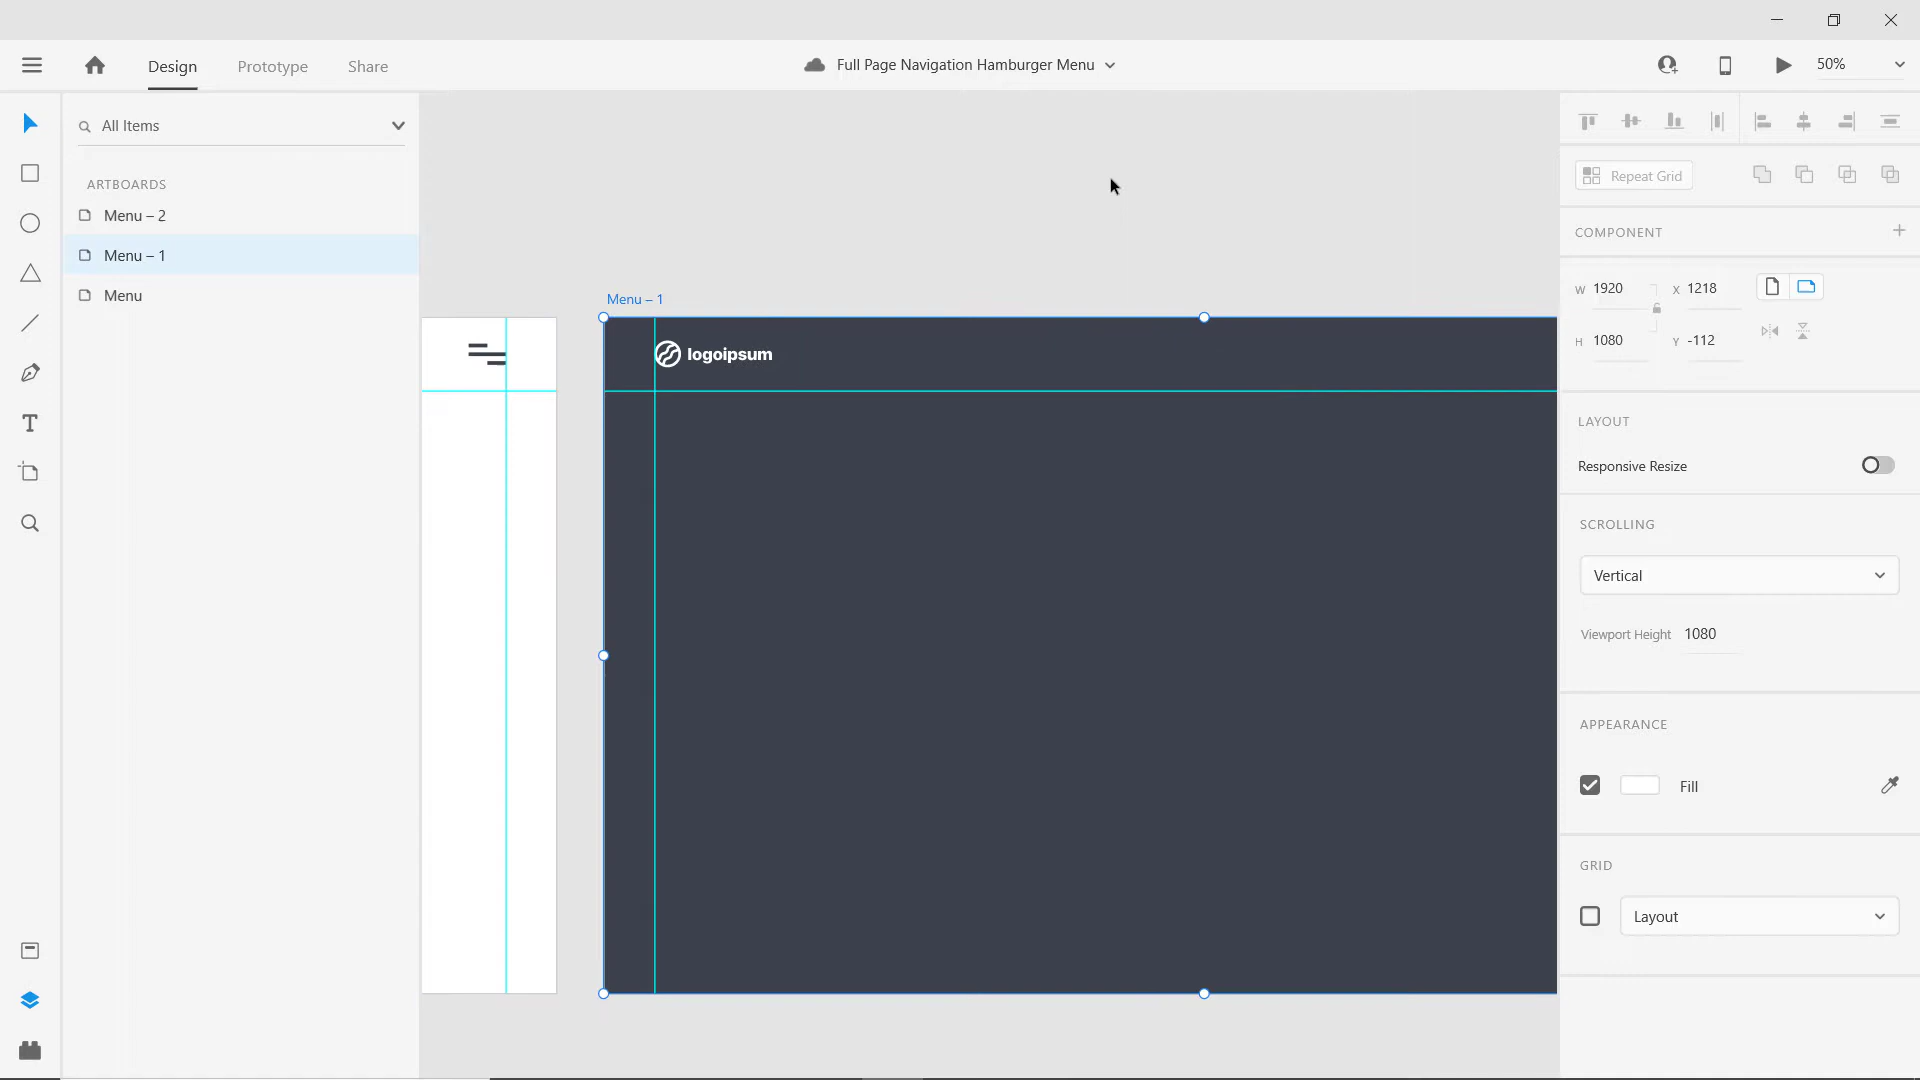 Design
Prototype
Share
Full Page Navigation Hamburger Menu
50%
All Items
ARTBOARDS
Menu – 2
Menu – 1
Menu
Menu – 1
logoipsum
Repeat Grid
COMPONENT
W 1920
X 1218
H 1080
Y -112
LAYOUT
Responsive Resize
SCROLLING
Vertical
Viewport Height 1080
APPEARANCE
Fill
GRID
Layout